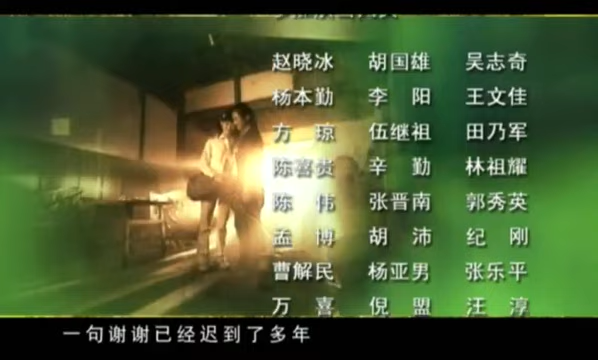 赵晓冰 胡国雄 吴志奇
杨本勤 李阳 王文佳
方琼 伍继祖 田乃军
陈喜贵 辛勤 林祖耀
陈伟 张晋南 郭秀英
孟博 胡沛 纪刚
曹解民 杨亚男 张乐平
万喜 倪盟 汪淳
一句谢谢已经迟到了多年